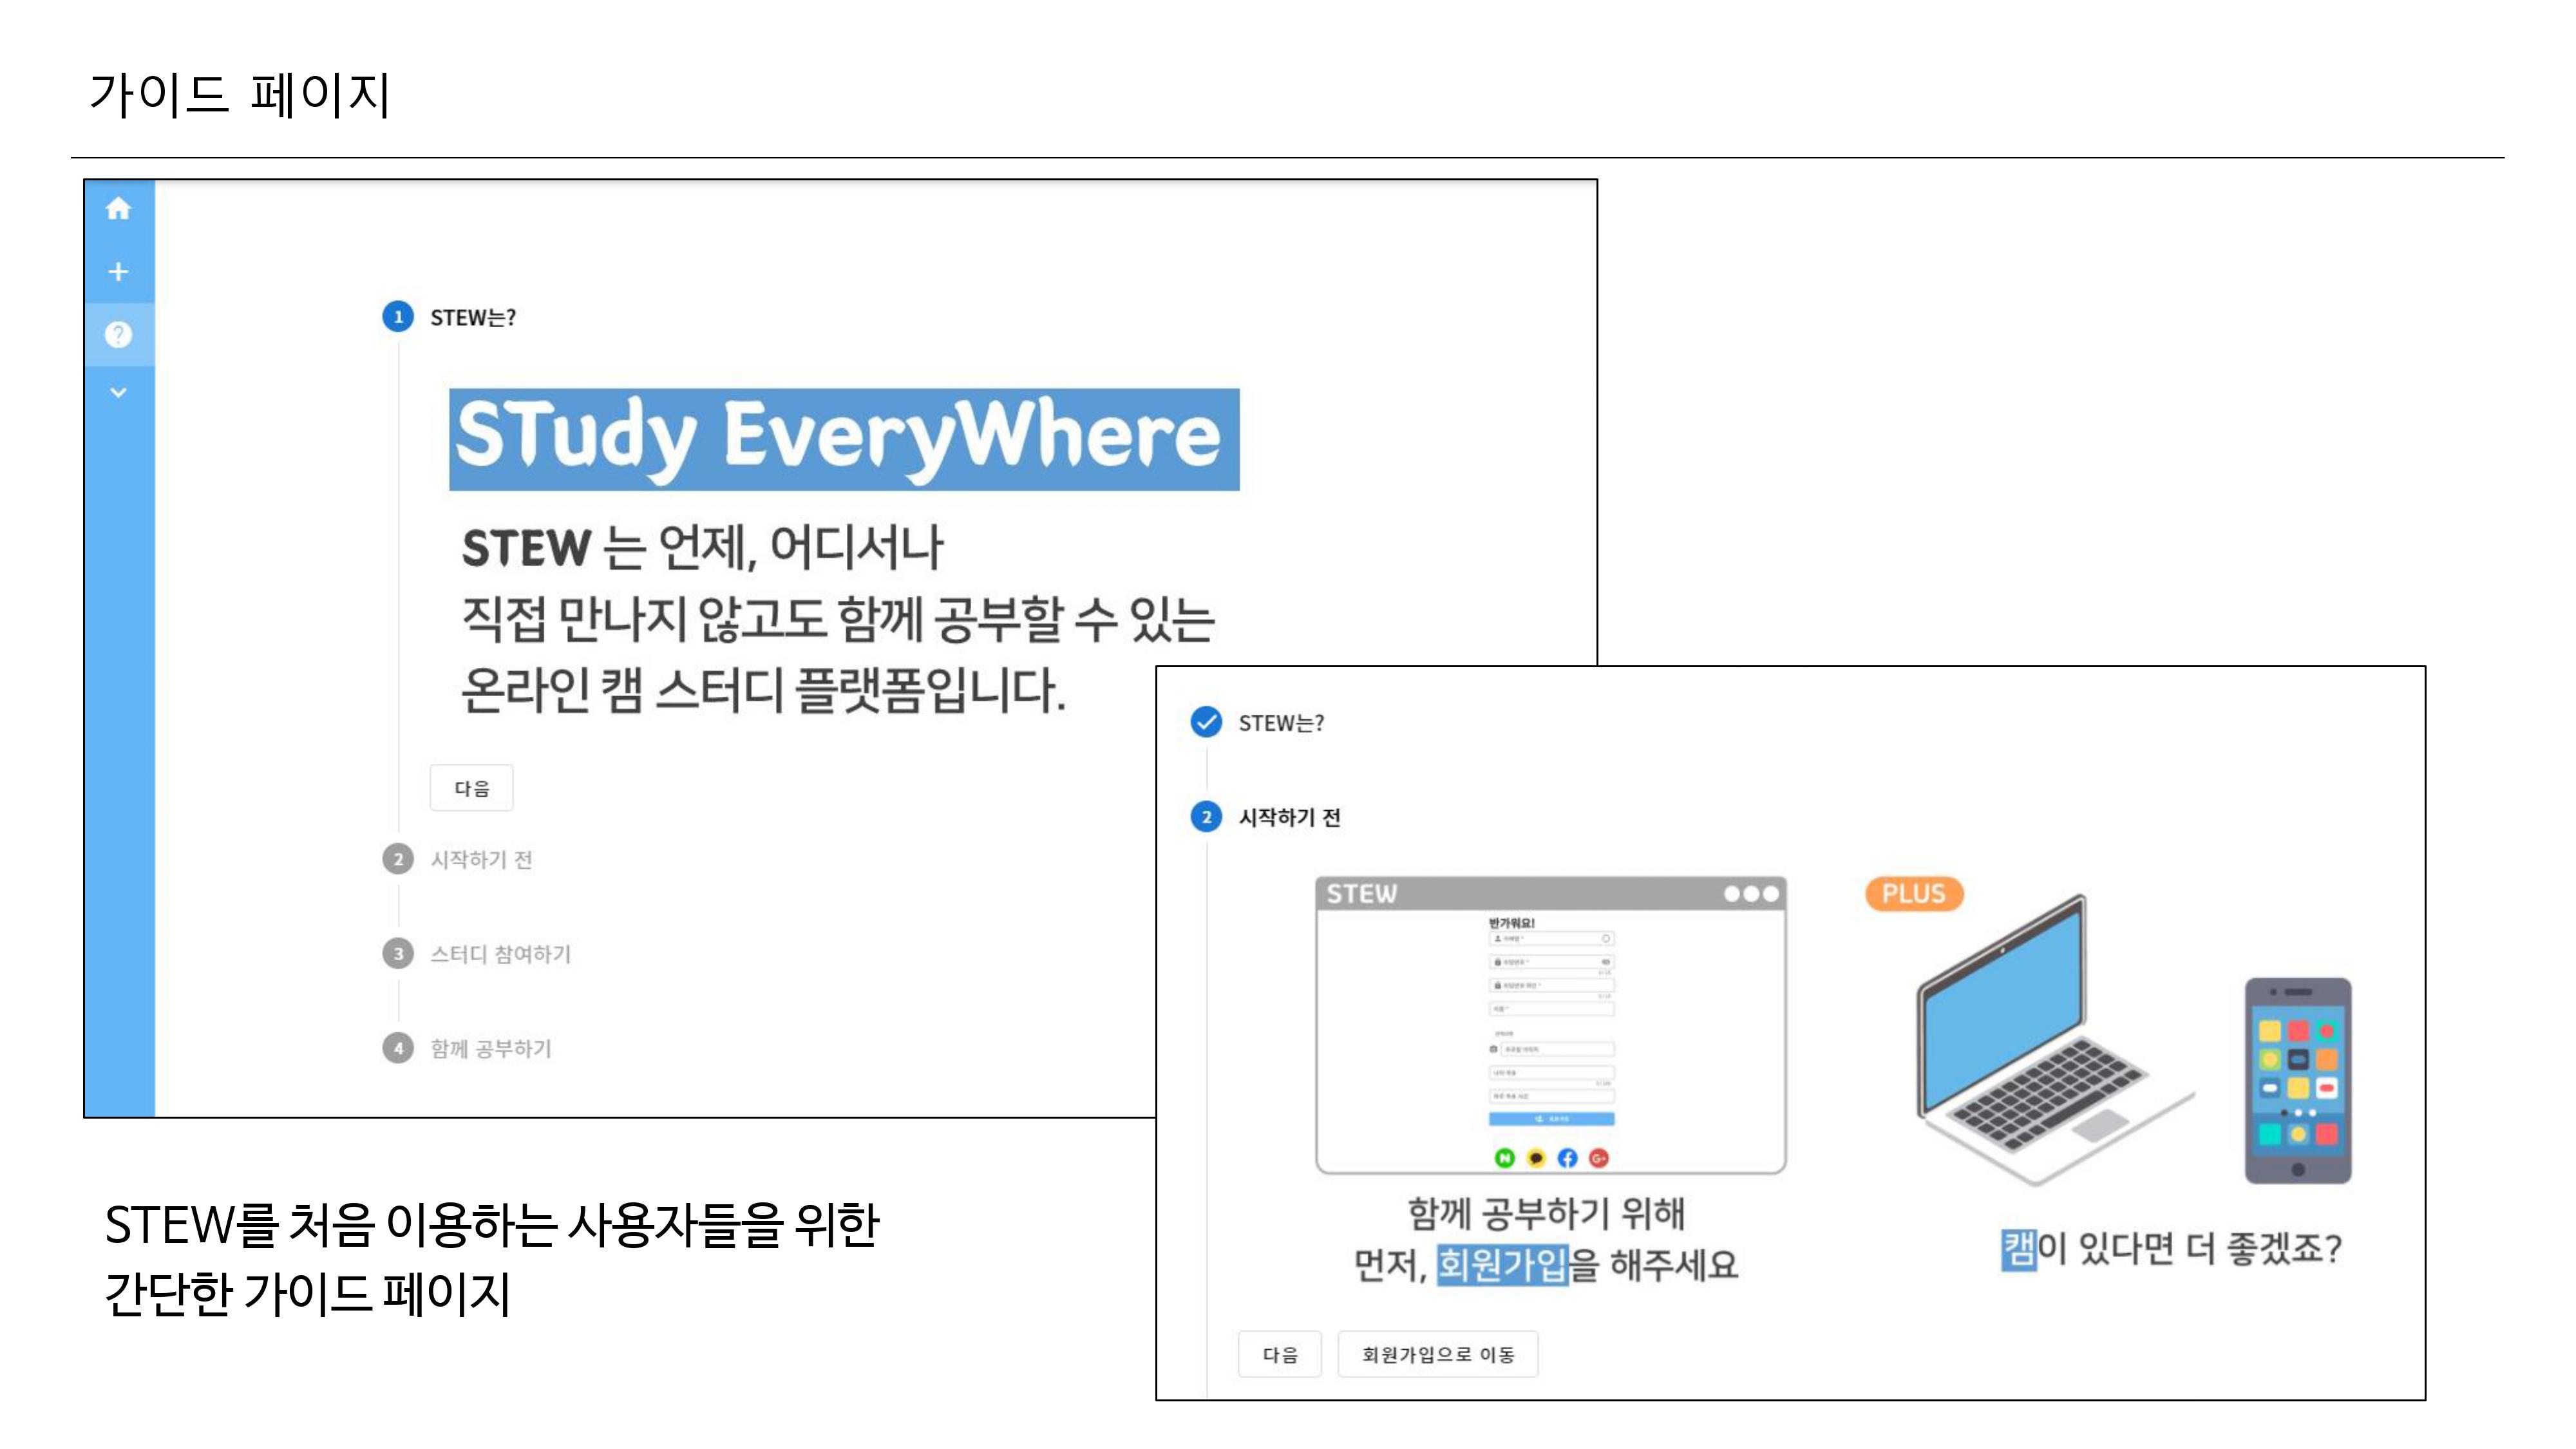 가이드 페이지
1 STEW는?
STudy EveryWhere
STEW 는 언제, 어디서나
직접 만나지 않고도 함께 공부할 수 있는
온라인 캠 스터디 플랫폼입니다.
다음
2 시작하기 전
3 스터디 참여하기
4 함께 공부하기
STEW는?
2 시작하기 전
STEW
반가워요!
PLUS
함께 공부하기 위해
먼저, 회원가입을 해주세요
캠이 있다면 더 좋겠죠?
다음
회원가입으로 이동
STEW를 처음 이용하는 사용자들을 위한
간단한 가이드 페이지